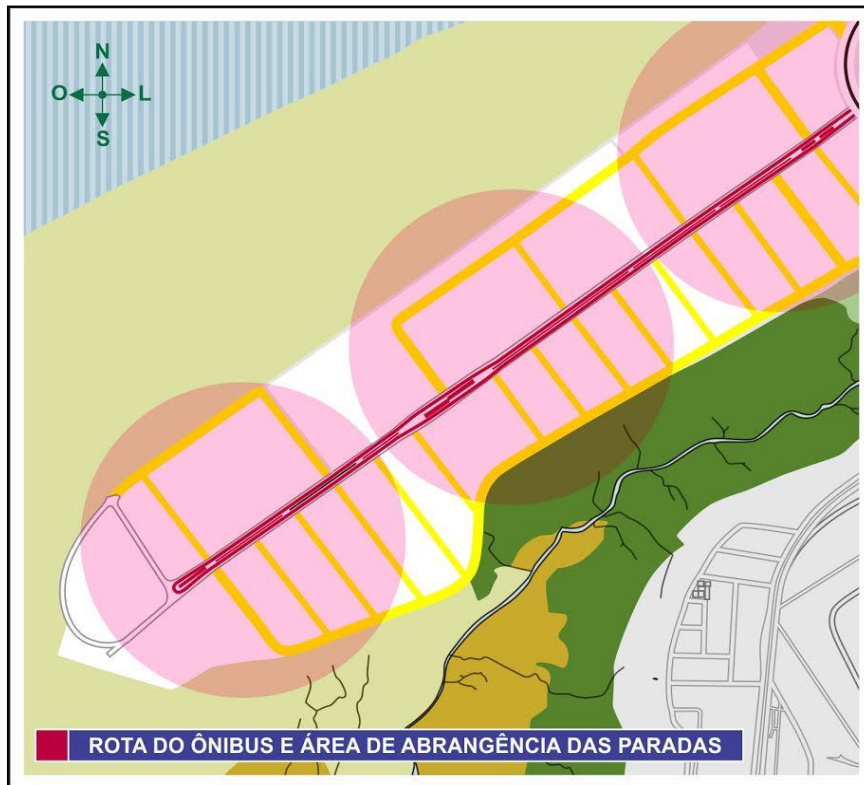 N
O L
S
ROTA DO ÔNIBUS E ÁREA DE ABRANGÊNCIA DAS PARADAS